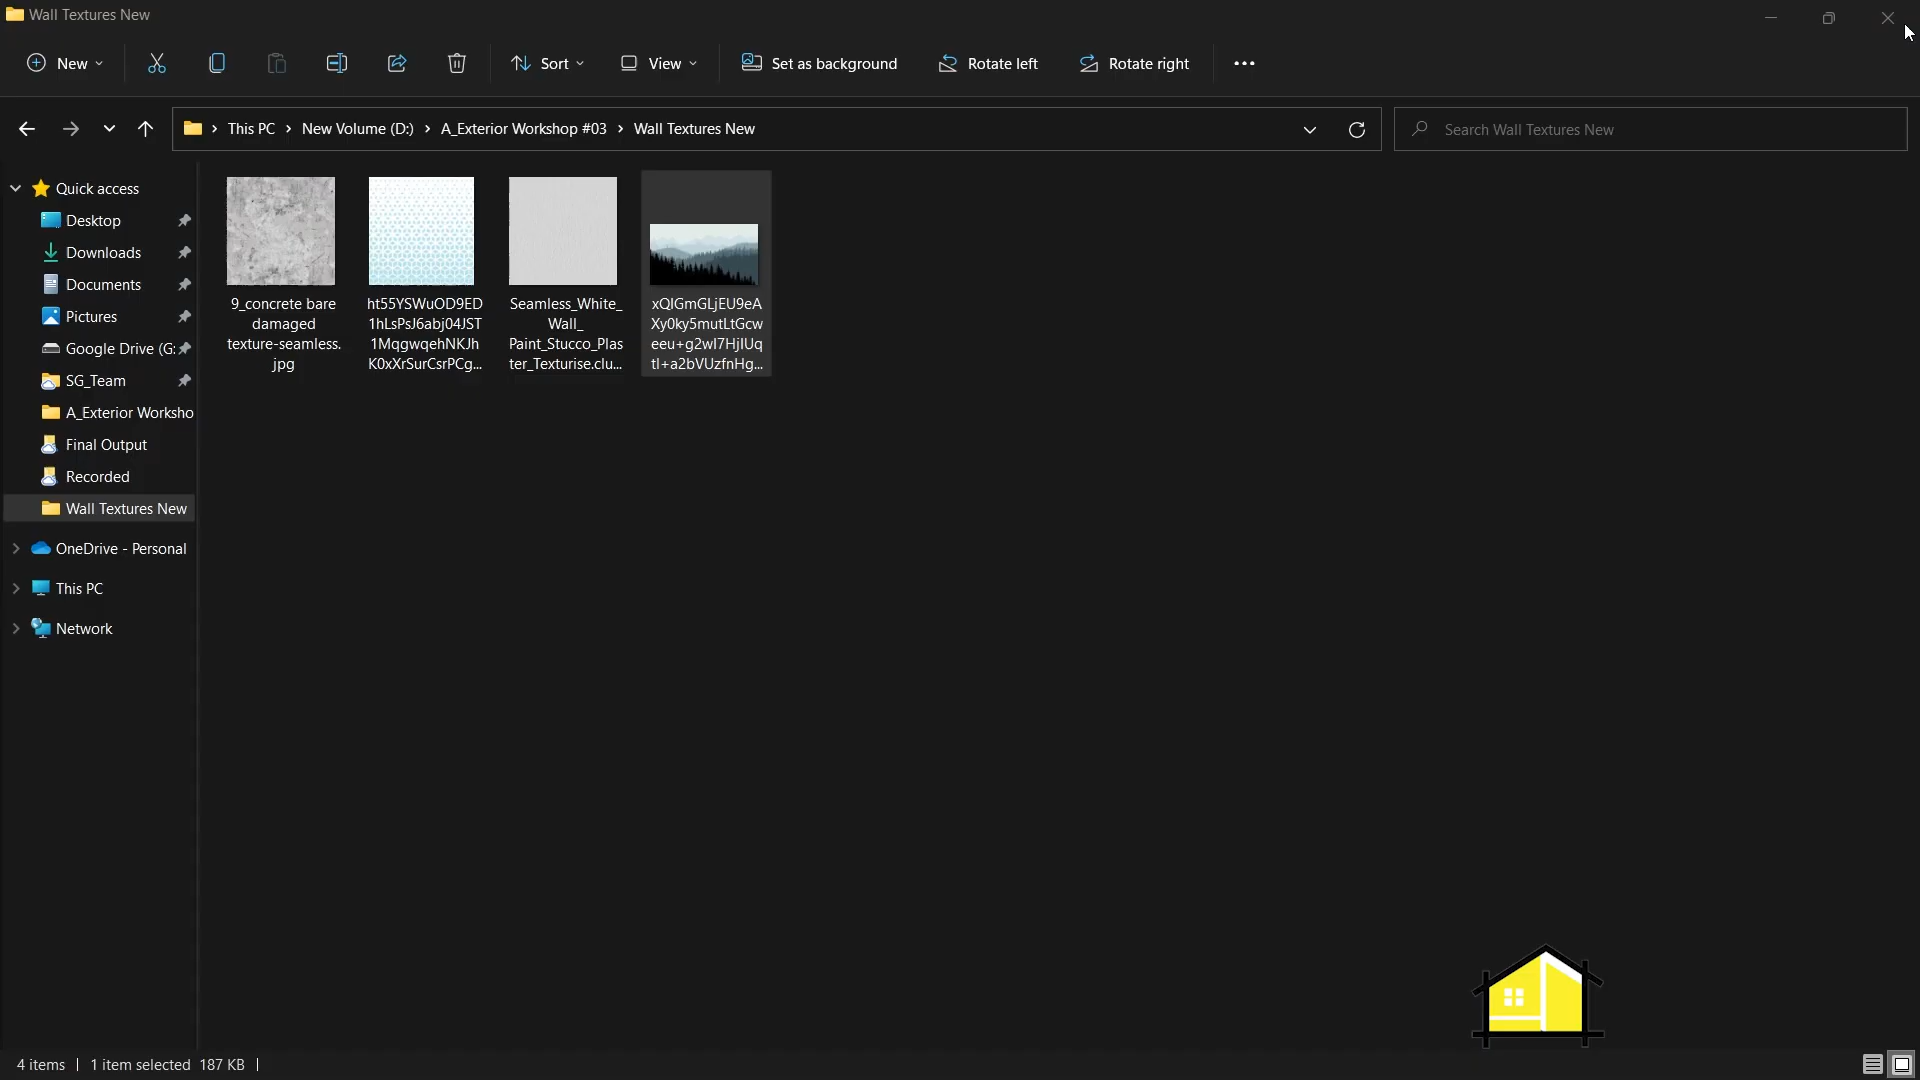 Wall Textures New
New
Sort
View
Set as background
Rotate left
Rotate right
This PC
New Volume (D:)
A_Exterior Workshop #03
Wall Textures New
Search Wall Textures New
Quick access
Desktop
Downloads
Documents
Pictures
Google Drive (G:
SG_Team
A_Exterior Worksho
Final Output
Recorded
Wall Textures New
OneDrive - Personal
This PC
Network
9_concrete bare
damaged
texture-seamless.
jpg
ht55YSWuOD9ED
1hLsPsJ6abj04JST
1MqgwqehNKJh
K0xXrSurCsrPCg...
Seamless_White_
Wall_
Paint_Stucco_Plas
ter_Texturise.clu...
xQlGmGLjEU9eA
Xy0ky5mutLtGcw
eeu+g2wl7HjlUq
tl+a2bVUzfnHg...
4 items
1 item selected 187 KB